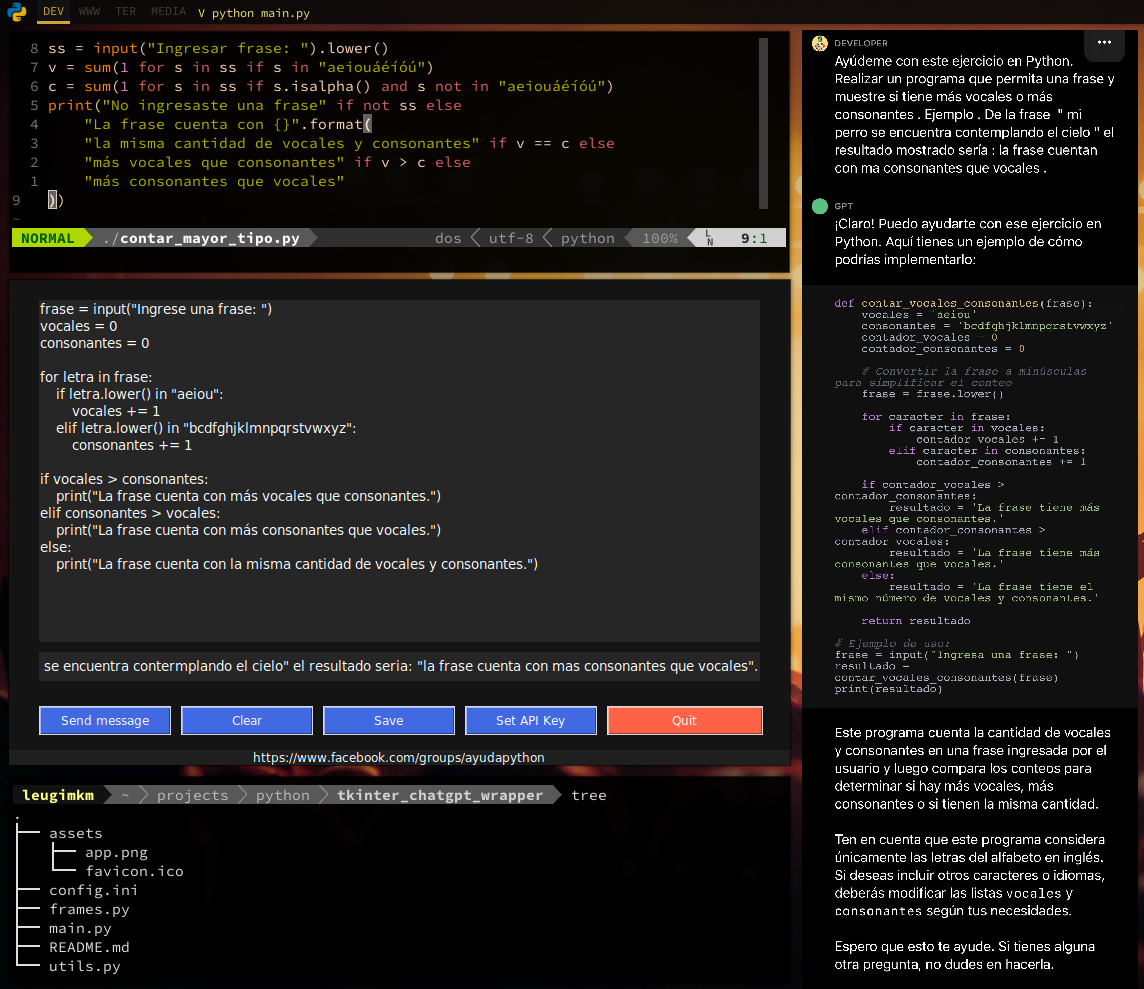 DEV WWW TER MEDIA V python main.py
8 ss = input("Ingresar frase: ").lower()
7 v = sum(1 for s in ss if s in "aeiouáéíóú")
6 c = sum(1 for s in ss if s.isalpha() and s not in "aeiouáéíóú")
5 print("No ingresaste una frase" if not ss else
4 "La frase cuenta con {}".format(
3 "la misma cantidad de vocales y consonantes" if v == c else
2 "más vocales que consonantes" if v > c else
1 "más consonantes que vocales"
9 ))
~
NORMAL ./contar_mayor_tipo.py dos utf-8 python 100% LN 9:1
frase = input("Ingrese una frase: ")
vocales = 0
consonantes = 0
for letra in frase:
if letra.lower() in "aeiou":
vocales += 1
elif letra.lower() in "bcdfghjklmnpqrstvwxyz":
consonantes += 1
if vocales > consonantes:
print("La frase cuenta con más vocales que consonantes.")
elif consonantes > vocales:
print("La frase cuenta con más consonantes que vocales.")
else:
print("La frase cuenta con la misma cantidad de vocales y consonantes.")
se encuentra contermplando el cielo" el resultado seria: "la frase cuenta con mas consonantes que vocales".
Send message Clear Save Set API Key Quit
https://www.facebook.com/groups/ayudapython
leugimkm ~ projects python tkinter_chatgpt_wrapper tree
.
├── assets
│   ├── app.png
│   └── favicon.ico
├── config.ini
├── frames.py
├── main.py
├── README.md
└── utils.py
DEVELOPER
Ayúdeme con este ejercicio en Python.
Realizar un programa que permita una frase y
muestre si tiene más vocales o más
consonantes . Ejemplo . De la frase " mi
perro se encuentra contemplando el cielo " el
resultado mostrado sería : la frase cuentan
con ma consonantes que vocales .
GPT
¡Claro! Puedo ayudarte con ese ejercicio en
Python. Aquí tienes un ejemplo de cómo
podrías implementarlo:
def contar_vocales_consonantes(frase):
vocales = 'aeiou'
consonantes = 'bcdfghjklmnpqrstvwxyz'
contador_vocales = 0
contador_consonantes = 0
# Convertir la frase a minúsculas
para simplificar el conteo
frase = frase.lower()
for caracter in frase:
if caracter in vocales:
contador_vocales += 1
elif caracter in consonantes:
contador_consonantes += 1
if contador_vocales >
contador_consonantes:
resultado = 'La frase tiene más
vocales que consonantes.'
elif contador_consonantes >
contador_vocales:
resultado = 'La frase tiene más
consonantes que vocales.'
else:
resultado = 'La frase tiene el
mismo número de vocales y consonantes.'
return resultado
# Ejemplo de uso:
frase = input("Ingresa una frase: ")
resultado =
contar_vocales_consonantes(frase)
print(resultado)
Este programa cuenta la cantidad de vocales
y consonantes en una frase ingresada por el
usuario y luego compara los conteos para
determinar si hay más vocales, más
consonantes o si tienen la misma cantidad.
Ten en cuenta que este programa considera
únicamente las letras del alfabeto en inglés.
Si deseas incluir otros caracteres o idiomas,
deberás modificar las listas vocales y
consonantes según tus necesidades.
Espero que esto te ayude. Si tienes alguna
otra pregunta, no dudes en hacerla.